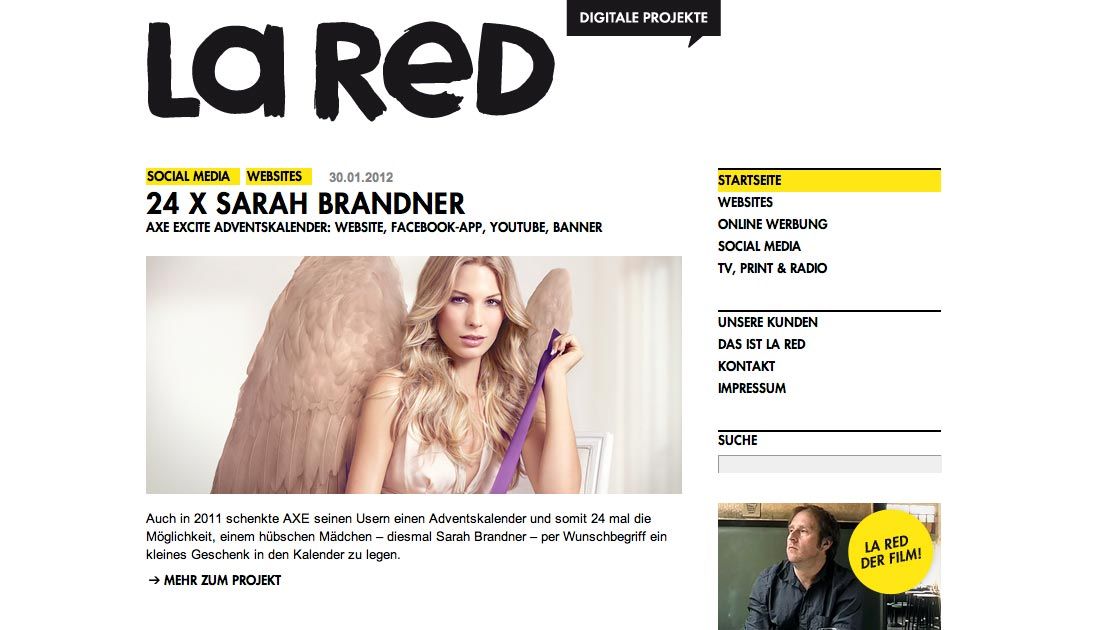 LA RED
DIGITALE PROJEKTE
SOCIAL MEDIA WEBSITES 30.01.2012
24 X SARAH BRANDNER
AXE EXCITE ADVENTSKALENDER: WEBSITE, FACEBOOK-APP, YOUTUBE, BANNER
Auch in 2011 schenkte AXE seinen Usern einen Adventskalender und somit 24 mal die
Möglichkeit, einem hübschen Mädchen – diesmal Sarah Brandner – per Wunschbegriff ein
kleines Geschenk in den Kalender zu legen.
→ MEHR ZUM PROJEKT
STARTSEITE
WEBSITES
ONLINE WERBUNG
SOCIAL MEDIA
TV, PRINT & RADIO
UNSERE KUNDEN
DAS IST LA RED
KONTAKT
IMPRESSUM
SUCHE
LA RED
DER FILM!